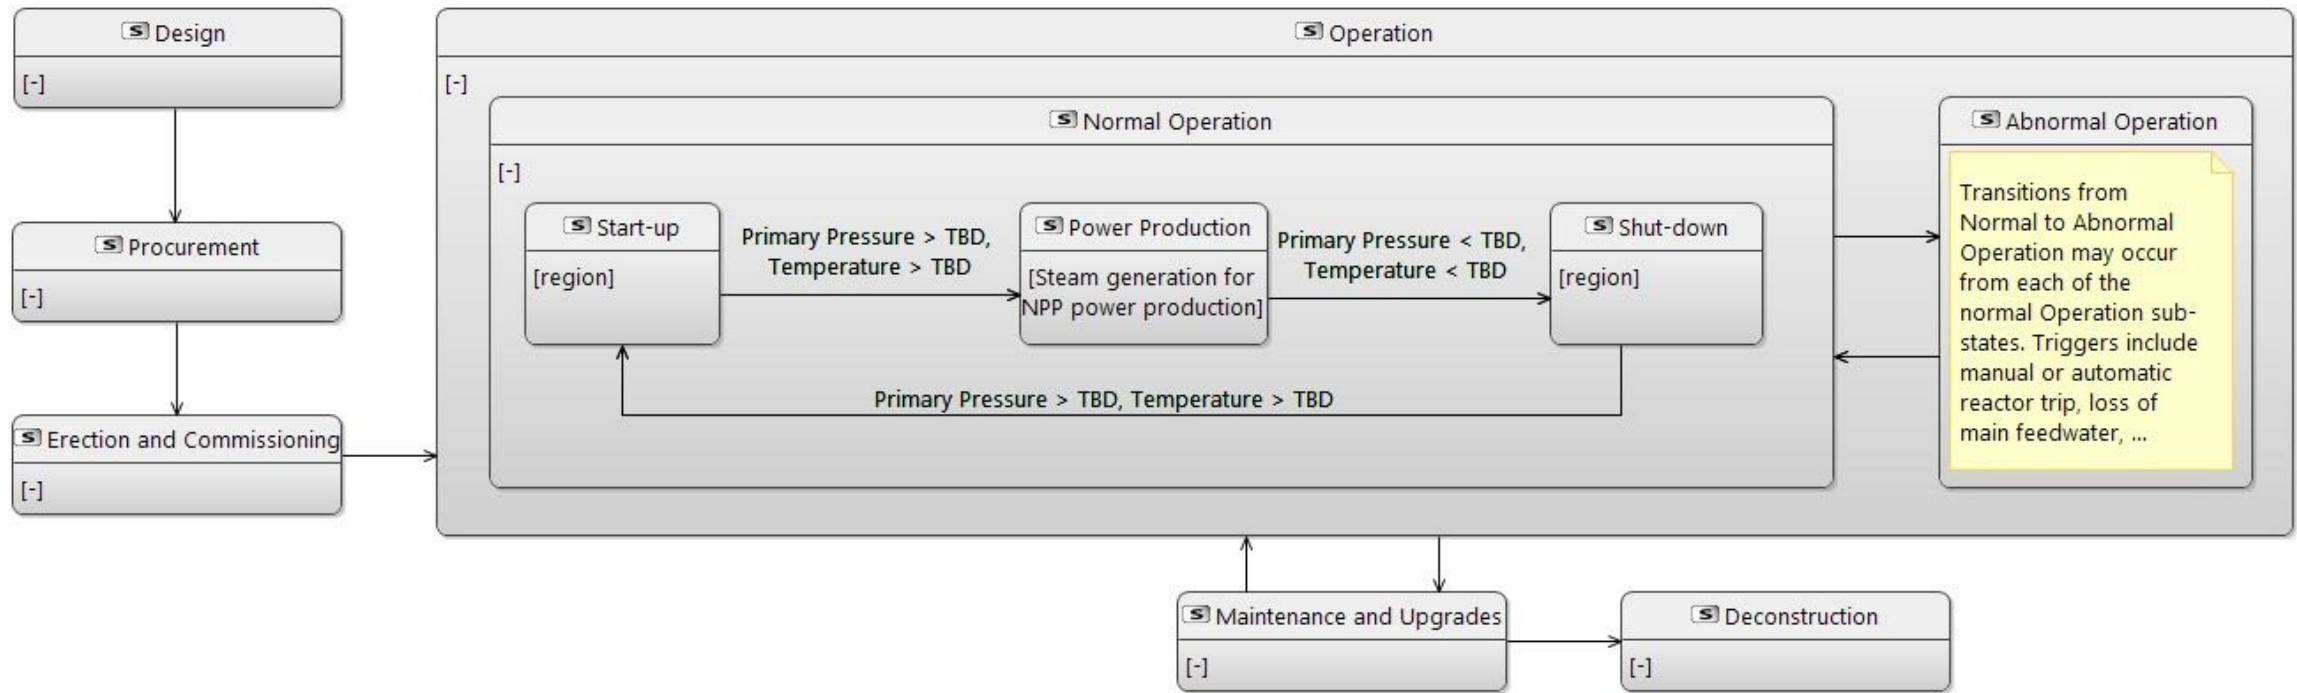 Design
[-]
Procurement
[-]
Erection and Commissioning
[-]
Operation
[-]
Normal Operation
[-]
Start-up
[region]
Primary Pressure > TBD,
Temperature > TBD
Power Production
[Steam generation for
NPP power production]
Primary Pressure < TBD,
Temperature < TBD
Shut-down
[region]
Primary Pressure > TBD, Temperature > TBD
Abnormal Operation
Transitions from
Normal to Abnormal
Operation may occur
from each of the
normal Operation sub-
states. Triggers include
manual or automatic
reactor trip, loss of
main feedwater, ...
Maintenance and Upgrades
[-]
Deconstruction
[-]